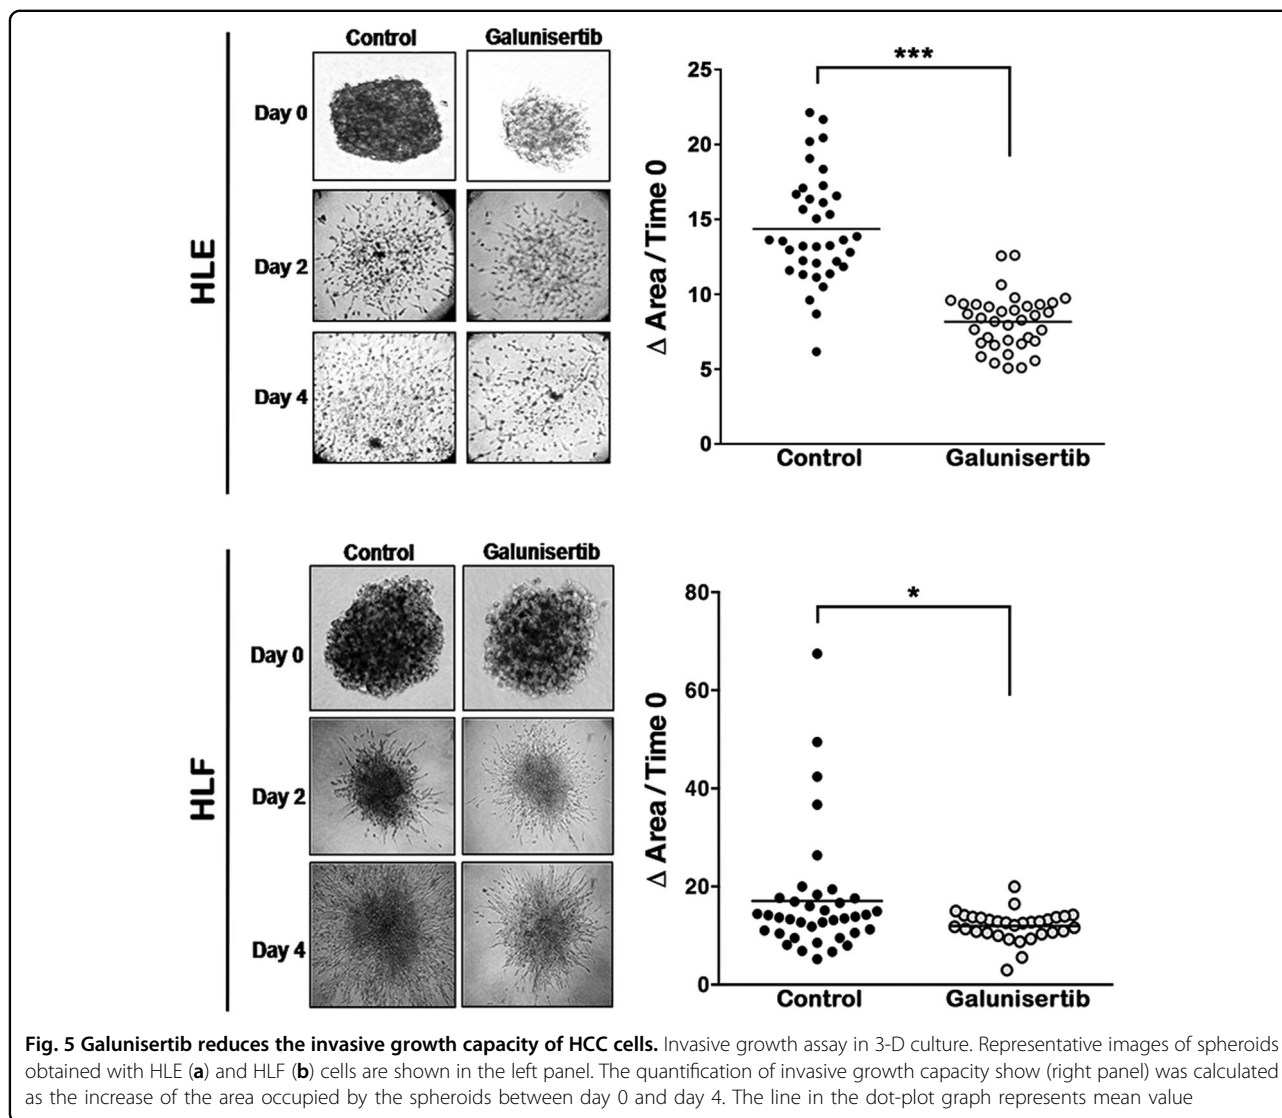 Control Galunisertib
HLE
Day 0
Day 2
Day 4
Δ Area / Time 0
25
20
15
10
5
0
***
Control Galunisertib
Control Galunisertib
HLF
Day 0
Day 2
Day 4
Δ Area / Time 0
80
60
40
20
0
*
Control Galunisertib
Fig. 5 Galunisertib reduces the invasive growth capacity of HCC cells. Invasive growth assay in 3-D culture. Representative images of spheroids
obtained with HLE (a) and HLF (b) cells are shown in the left panel. The quantification of invasive growth capacity show (right panel) was calculated
as the increase of the area occupied by the spheroids between day 0 and day 4. The line in the dot-plot graph represents mean value